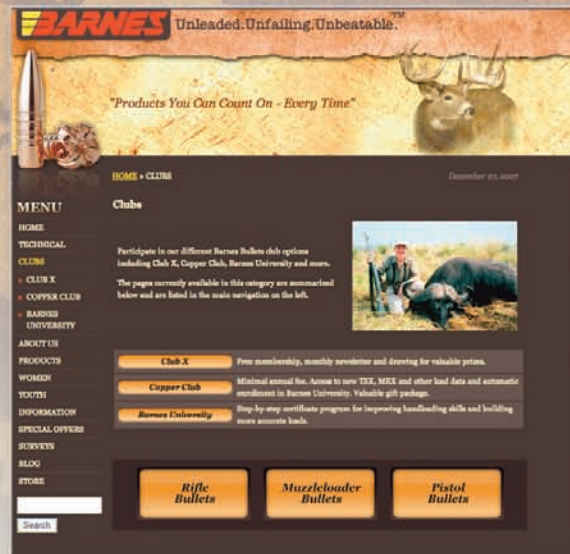 BARNES Unleaded.Unfailing.Unbeatable.™
"Products You Can Count On - Every Time"
HOME » CLUBS
December 27, 2007
MENU
HOME
TECHNICAL
CLUBS
CLUB X
COPPER CLUB
BARNES
UNIVERSITY
ABOUT US
PRODUCTS
WOMEN
YOUTH
INFORMATION
SPECIAL OFFERS
SURVEYS
BLOG
STORE
Search
Clubs
Participate in our different Barnes Bullets club options
including Club X, Copper Club, Barnes University and more.
The pages currently available in this category are summarized
below and are listed in the main navigation on the left.
Club X Free membership, monthly newsletter and drawing for valuable prizes.
Copper Club Minimal annual fee. Access to new TSX, MRX and other load data and automatic
enrollment in Barnes University. Valuable gift package.
Barnes University Step-by-step certificate program for improving handloading skills and building
more accurate loads.
Rifle
Bullets
Muzzleloader
Bullets
Pistol
Bullets